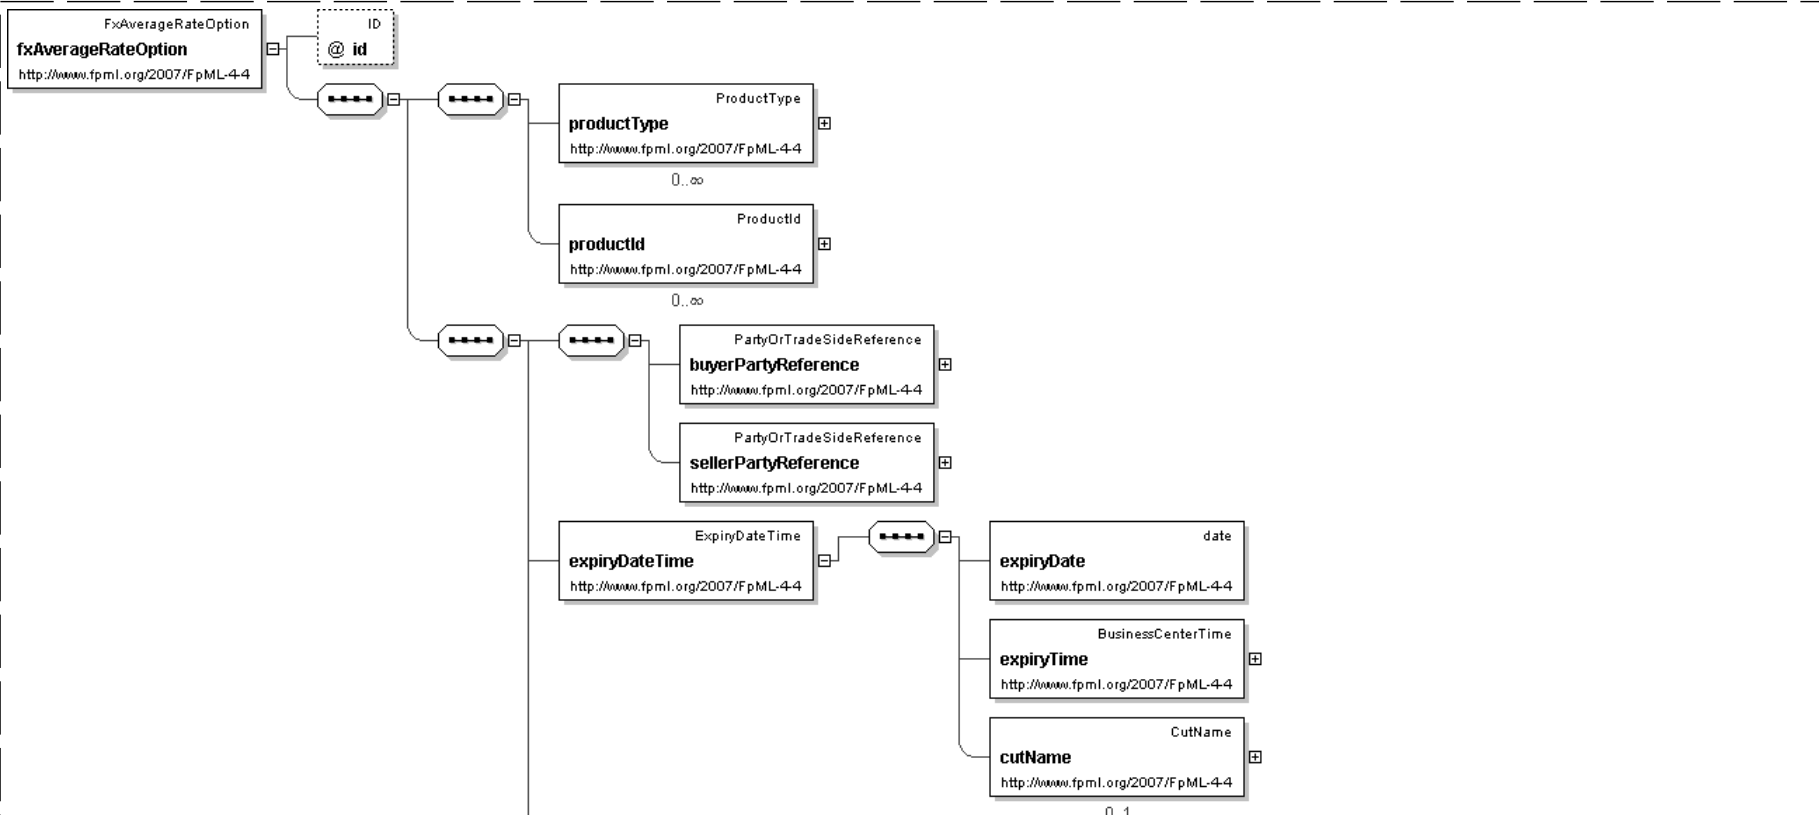 FxAverageRateOption
fxAverageRateOption
http://www.fpml.org/2007/FpML-4-4
ID
@ id
ProductType
productType
http://www.fpml.org/2007/FpML-4-4
0..∞
ProductId
productId
http://www.fpml.org/2007/FpML-4-4
0..∞
PartyOrTradeSideReference
buyerPartyReference
http://www.fpml.org/2007/FpML-4-4
PartyOrTradeSideReference
sellerPartyReference
http://www.fpml.org/2007/FpML-4-4
ExpiryDateTime
expiryDateTime
http://www.fpml.org/2007/FpML-4-4
date
expiryDate
http://www.fpml.org/2007/FpML-4-4
BusinessCenterTime
expiryTime
http://www.fpml.org/2007/FpML-4-4
CutName
cutName
http://www.fpml.org/2007/FpML-4-4
0..1